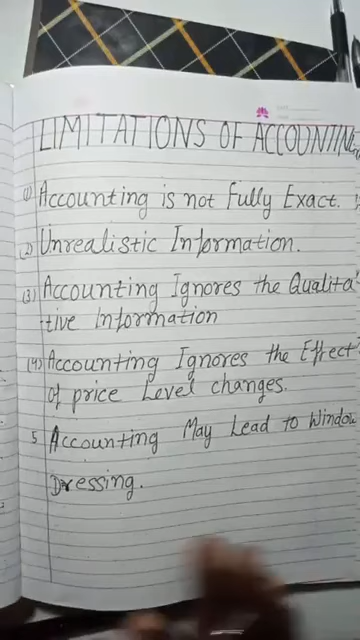 LIMITATIONS OF ACCOUNTING
(1) Accounting is not Fully Exact.
(2) Unrealistic Information.
(3) Accounting Ignores the Qualita-
tive Information
(4) Accounting Ignores the Effect
of price Level changes.
5. Accounting May Lead to Window
Dressing.